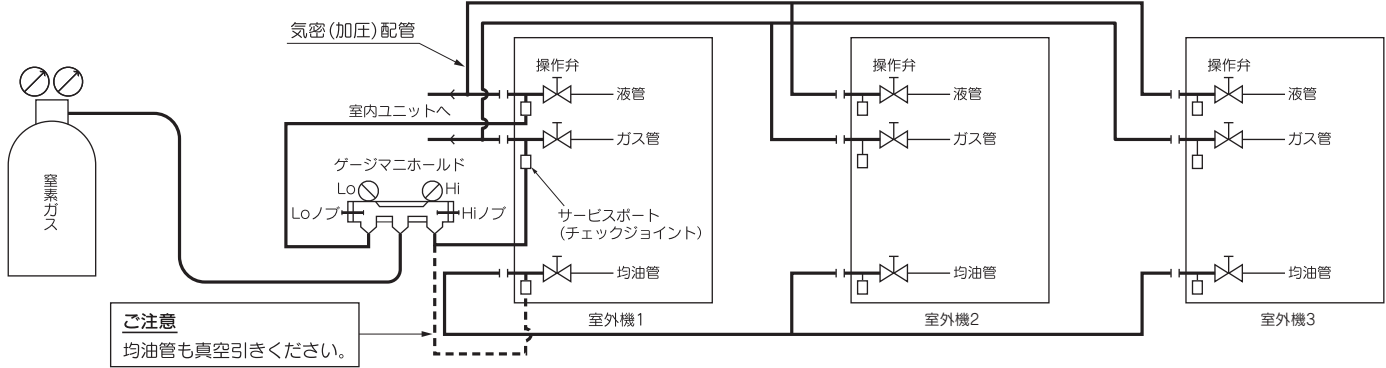 気密(加圧)配管
操作弁
液管
室内ユニットへ
ガス管
ゲージマニホールド
Lo
Hi
Loノブ
Hiノブ
窒素ガス
サービスポート
(チェックジョイント)
均油管
室外機1
操作弁
液管
ガス管
均油管
室外機2
操作弁
液管
ガス管
均油管
室外機3
ご注意
均油管も真空引きください。